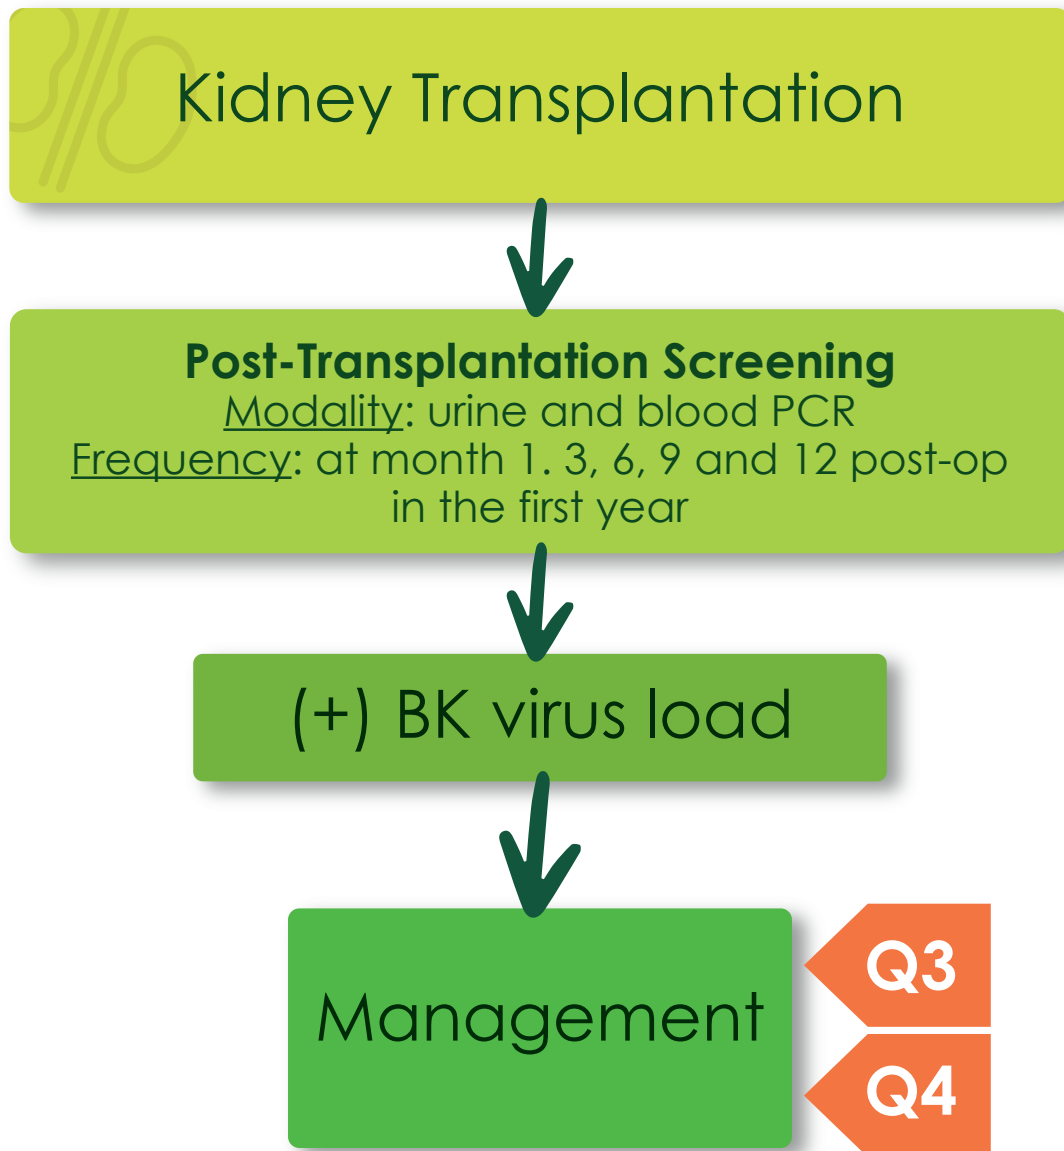 Kidney Transplantation
Post-Transplantation Screening
Modality: urine and blood PCR
Frequency: at month 1. 3, 6, 9 and 12 post-op
in the first year
(+) BK virus load
Management
Q3
Q4